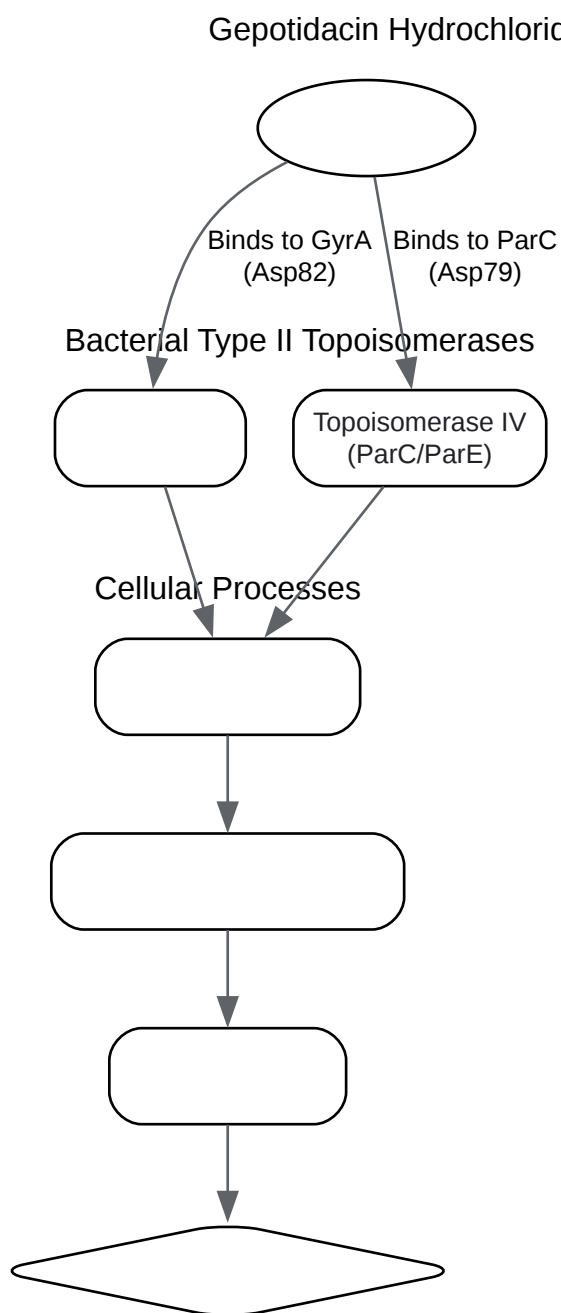 Gepotidacin Hydrochlorid
Binds to GyrA
(Asp82)
Binds to ParC
(Asp79)
Bacterial Type II Topoisomerases
Topoisomerase IV
(ParC/ParE)
Cellular Processes